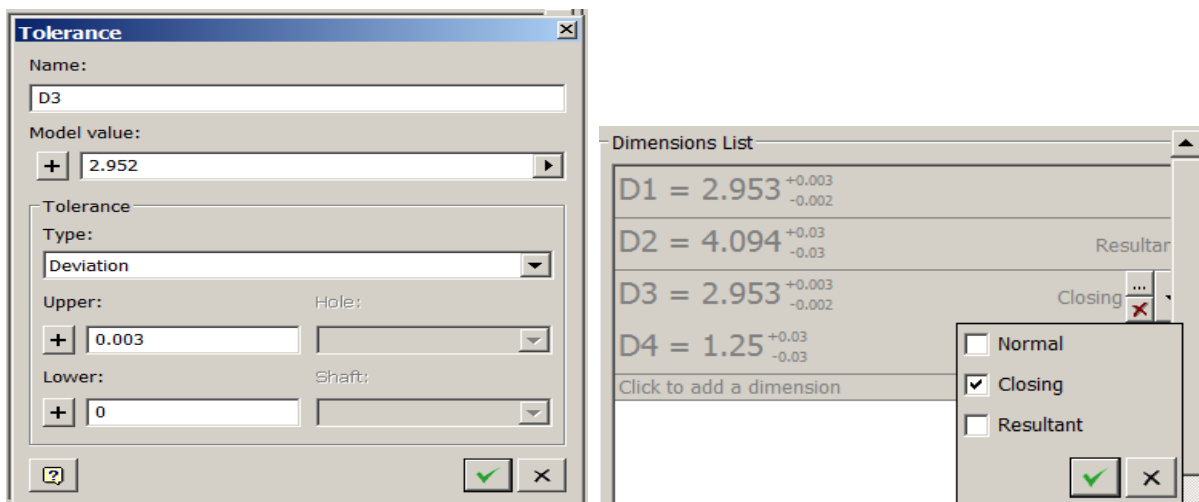 Tolerance
Name:
D3
Model value:
+ 2.952
Tolerance
Type:
Deviation
Upper: Hole:
+ 0.003
Lower: Shaft:
+ 0
Dimensions List
D1 = 2.953 +0.003 -0.002
D2 = 4.094 +0.03 -0.03 Resultar
D3 = 2.953 +0.003 -0.002 Closing ...
D4 = 1.25 +0.03 -0.03
Click to add a dimension
Normal
Closing
Resultant